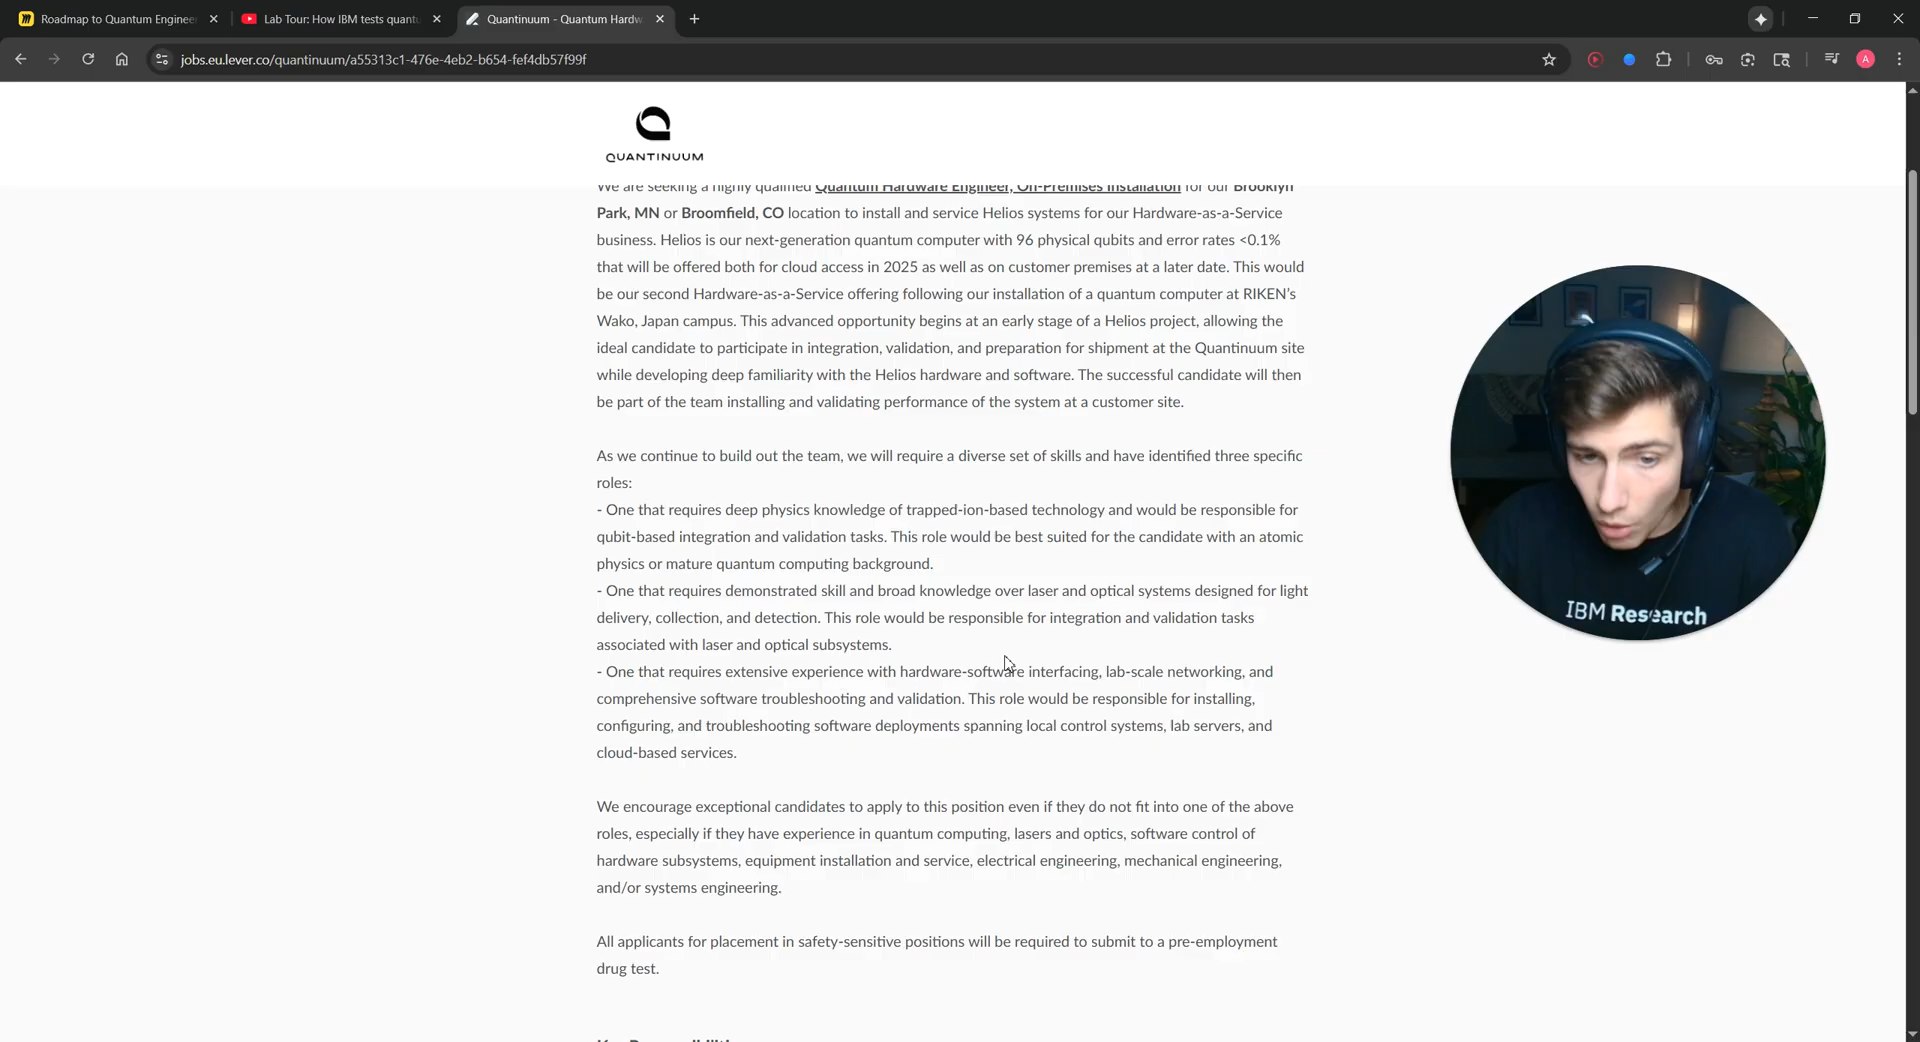 Roadmap to Quantum Enginee
Lab Tour: How IBM tests quantu
Quantinuum - Quantum Hardw
jobs.eu.lever.co/quantinuum/a55313c1-476e-4eb2-b654-fef4db57f99f
A
QUANTINUUM
We are seeking a highly qualified Quantum Hardware Engineer, On-Premises Installation for our Brooklyn
Park, MN or Broomfield, CO location to install and service Helios systems for our Hardware-as-a-Service
business. Helios is our next-generation quantum computer with 96 physical qubits and error rates <0.1%
that will be offered both for cloud access in 2025 as well as on customer premises at a later date. This would
be our second Hardware-as-a-Service offering following our installation of a quantum computer at RIKEN's
Wako, Japan campus. This advanced opportunity begins at an early stage of a Helios project, allowing the
ideal candidate to participate in integration, validation, and preparation for shipment at the Quantinuum site
while developing deep familiarity with the Helios hardware and software. The successful candidate will then
be part of the team installing and validating performance of the system at a customer site.
As we continue to build out the team, we will require a diverse set of skills and have identified three specific
roles:
- One that requires deep physics knowledge of trapped-ion-based technology and would be responsible for
qubit-based integration and validation tasks. This role would be best suited for the candidate with an atomic
physics or mature quantum computing background.
- One that requires demonstrated skill and broad knowledge over laser and optical systems designed for light
delivery, collection, and detection. This role would be responsible for integration and validation tasks
associated with laser and optical subsystems.
- One that requires extensive experience with hardware-software interfacing, lab-scale networking, and
comprehensive software troubleshooting and validation. This role would be responsible for installing,
configuring, and troubleshooting software deployments spanning local control systems, lab servers, and
cloud-based services.
We encourage exceptional candidates to apply to this position even if they do not fit into one of the above
roles, especially if they have experience in quantum computing, lasers and optics, software control of
hardware subsystems, equipment installation and service, electrical engineering, mechanical engineering,
and/or systems engineering.
All applicants for placement in safety-sensitive positions will be required to submit to a pre-employment
drug test.
IBM Research